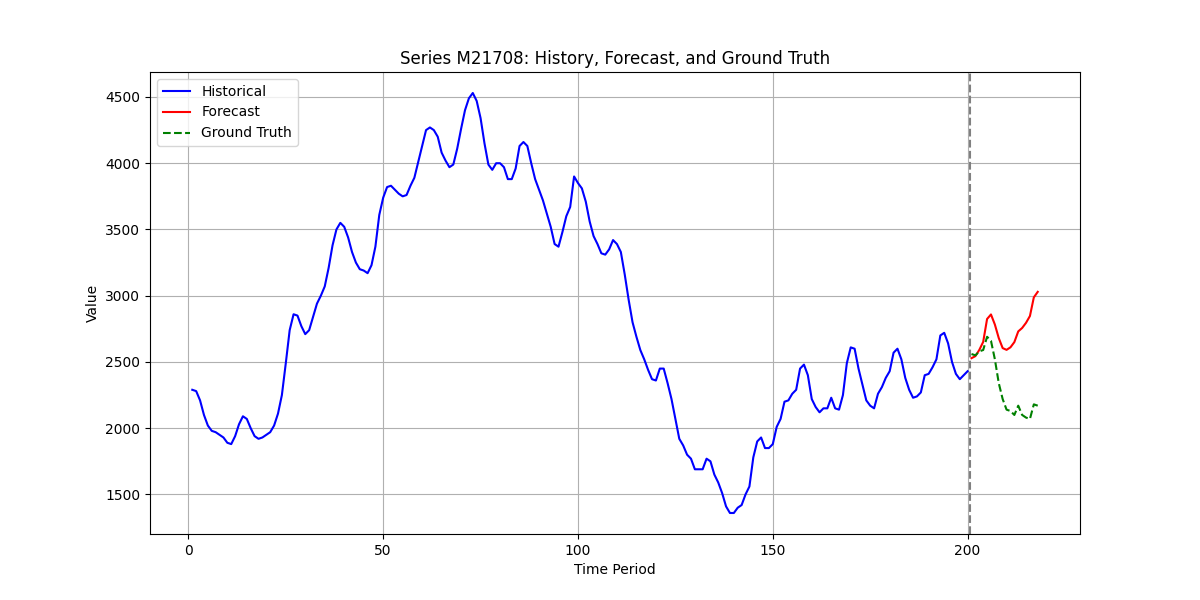 Series M21708: History, Forecast, and Ground Truth
Historical
Forecast
Ground Truth
4500
4000
3500
3000
2500
2000
1500
Value
0 50 100 150 200
Time Period